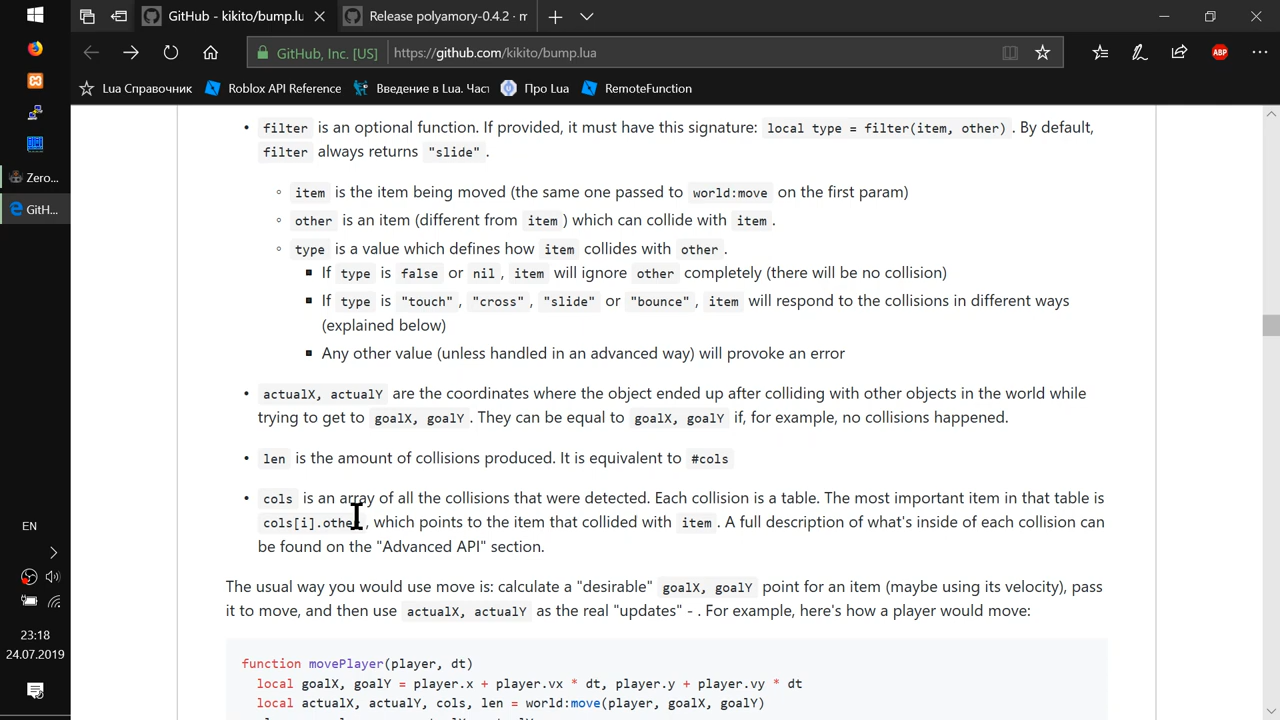 GitHub - kikito/bump.lu
Release polyamory-0.4.2 · m
GitHub, Inc. [US]
https://github.com/kikito/bump.lua
ABP
Lua Справочник
Roblox API Reference
Введение в Lua. Част
Про Lua
RemoteFunction
Zero...
GitH...
• filter is an optional function. If provided, it must have this signature: local type = filter(item, other) . By default,
filter always returns "slide" .
◦ item is the item being moved (the same one passed to world:move on the first param)
◦ other is an item (different from item ) which can collide with item .
◦ type is a value which defines how item collides with other .
▪ If type is false or nil , item will ignore other completely (there will be no collision)
▪ If type is "touch" , "cross" , "slide" or "bounce" , item will respond to the collisions in different ways
(explained below)
▪ Any other value (unless handled in an advanced way) will provoke an error
• actualX, actualY are the coordinates where the object ended up after colliding with other objects in the world while
trying to get to goalX, goalY . They can be equal to goalX, goalY if, for example, no collisions happened.
• len is the amount of collisions produced. It is equivalent to #cols
• cols is an array of all the collisions that were detected. Each collision is a table. The most important item in that table is
cols[i].other , which points to the item that collided with item . A full description of what's inside of each collision can
be found on the "Advanced API" section.
The usual way you would use move is: calculate a "desirable" goalX, goalY point for an item (maybe using its velocity), pass
it to move, and then use actualX, actualY as the real "updates" - . For example, here's how a player would move:
function movePlayer(player, dt)
local goalX, goalY = player.x + player.vx * dt, player.y + player.vy * dt
local actualX, actualY, cols, len = world:move(player, goalX, goalY)
EN
23:18
24.07.2019